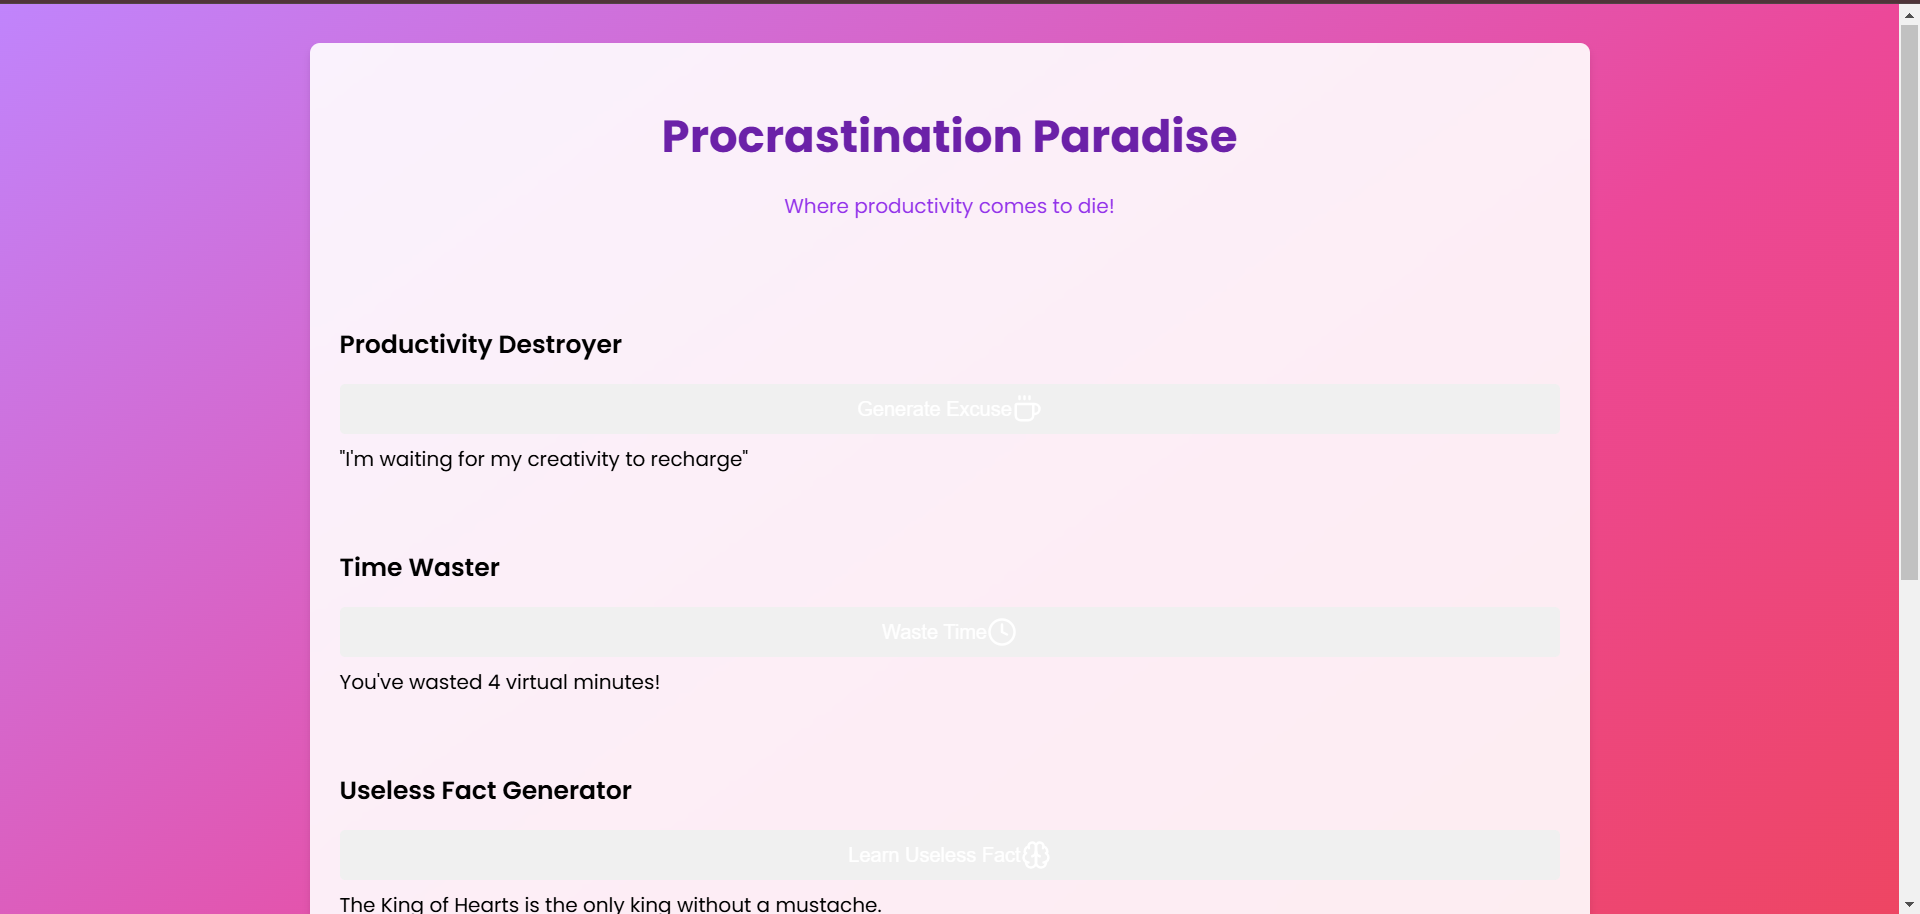 Procrastination Paradise
Where productivity comes to die!
Productivity Destroyer
Generate Excuse
"I'm waiting for my creativity to recharge"
Time Waster
Waste Time
You've wasted 4 virtual minutes!
Useless Fact Generator
Learn Useless Fact
The King of Hearts is the only king without a mustache.